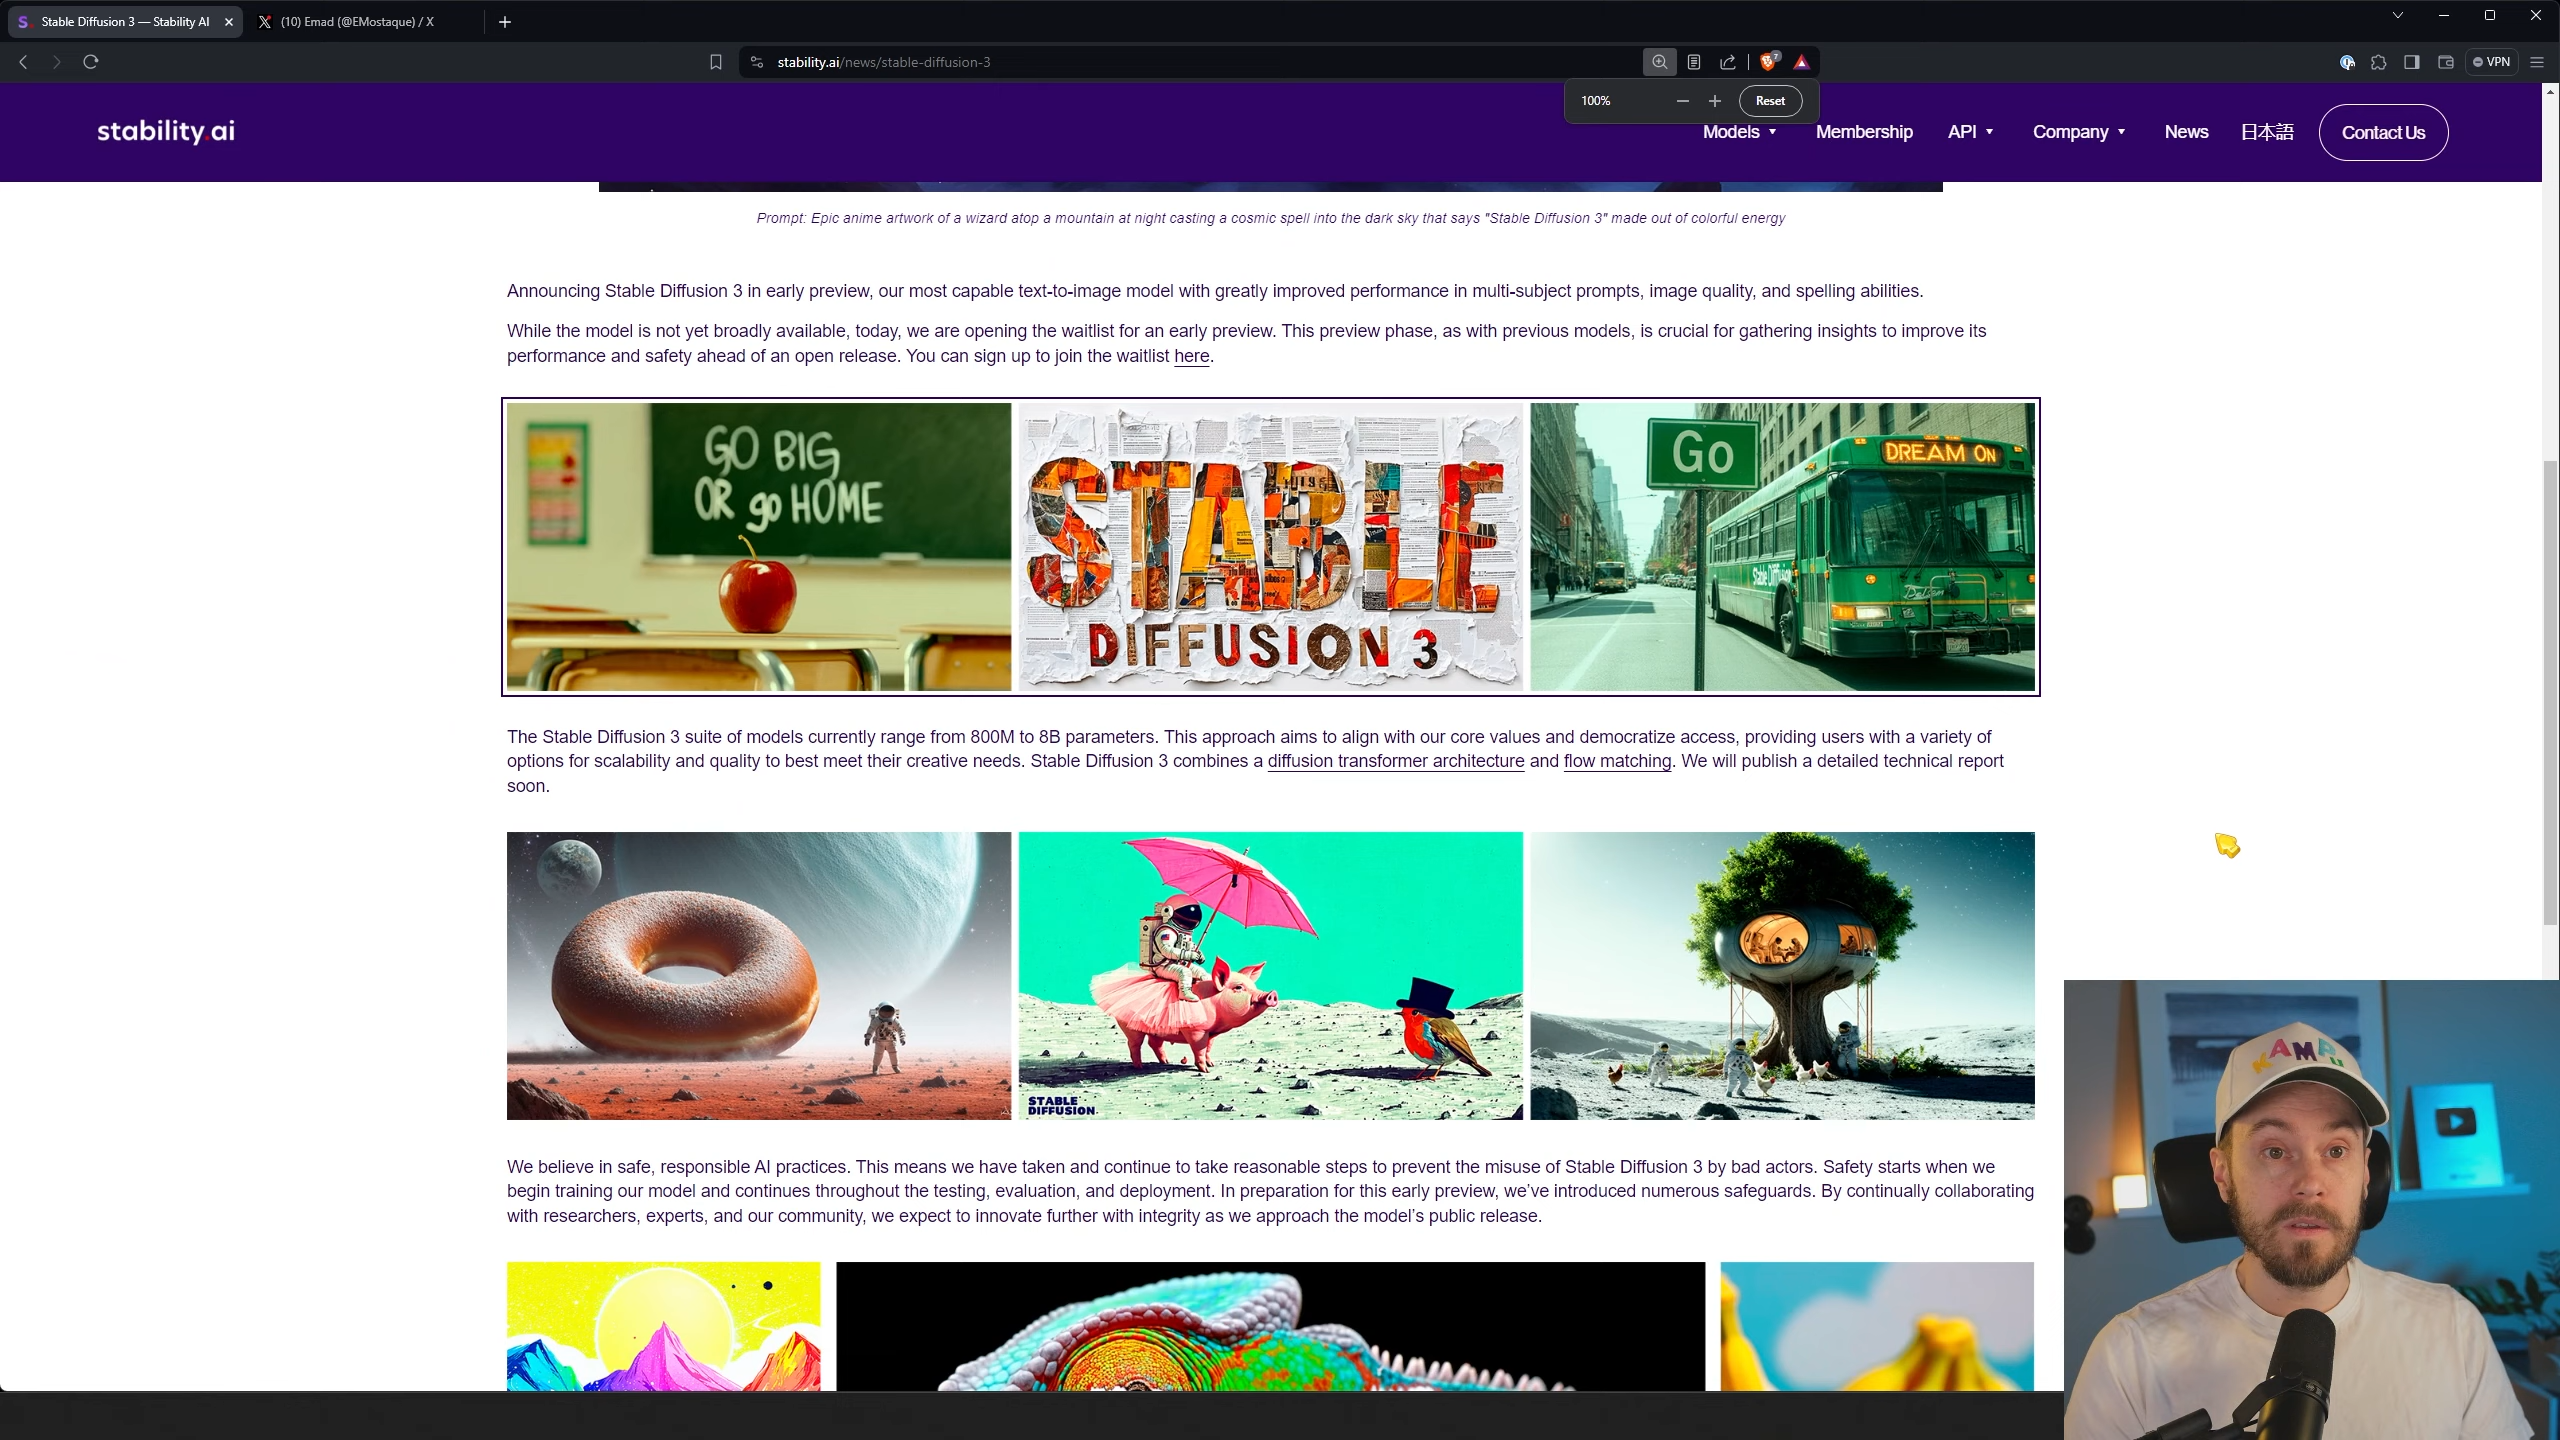 Stable Diffusion 3 — Stability AI
(10) Emad (@EMostaque) / X
stability.ai/news/stable-diffusion-3
7
VPN
100%
Reset
stability.ai
Models
Membership
API
Company
News
日本語
Contact Us
Prompt: Epic anime artwork of a wizard atop a mountain at night casting a cosmic spell into the dark sky that says "Stable Diffusion 3" made out of colorful energy
Announcing Stable Diffusion 3 in early preview, our most capable text-to-image model with greatly improved performance in multi-subject prompts, image quality, and spelling abilities.
While the model is not yet broadly available, today, we are opening the waitlist for an early preview. This preview phase, as with previous models, is crucial for gathering insights to improve its
performance and safety ahead of an open release. You can sign up to join the waitlist here.
GO BIG
OR go HOME
STABLE
DIFFUSION 3
Go
DREAM ON
Stable Diffusion
The Stable Diffusion 3 suite of models currently range from 800M to 8B parameters. This approach aims to align with our core values and democratize access, providing users with a variety of
options for scalability and quality to best meet their creative needs. Stable Diffusion 3 combines a diffusion transformer architecture and flow matching. We will publish a detailed technical report
soon.
STABLE
DIFFUSION
We believe in safe, responsible AI practices. This means we have taken and continue to take reasonable steps to prevent the misuse of Stable Diffusion 3 by bad actors. Safety starts when we
begin training our model and continues throughout the testing, evaluation, and deployment. In preparation for this early preview, we've introduced numerous safeguards. By continually collaborating
with researchers, experts, and our community, we expect to innovate further with integrity as we approach the model's public release.